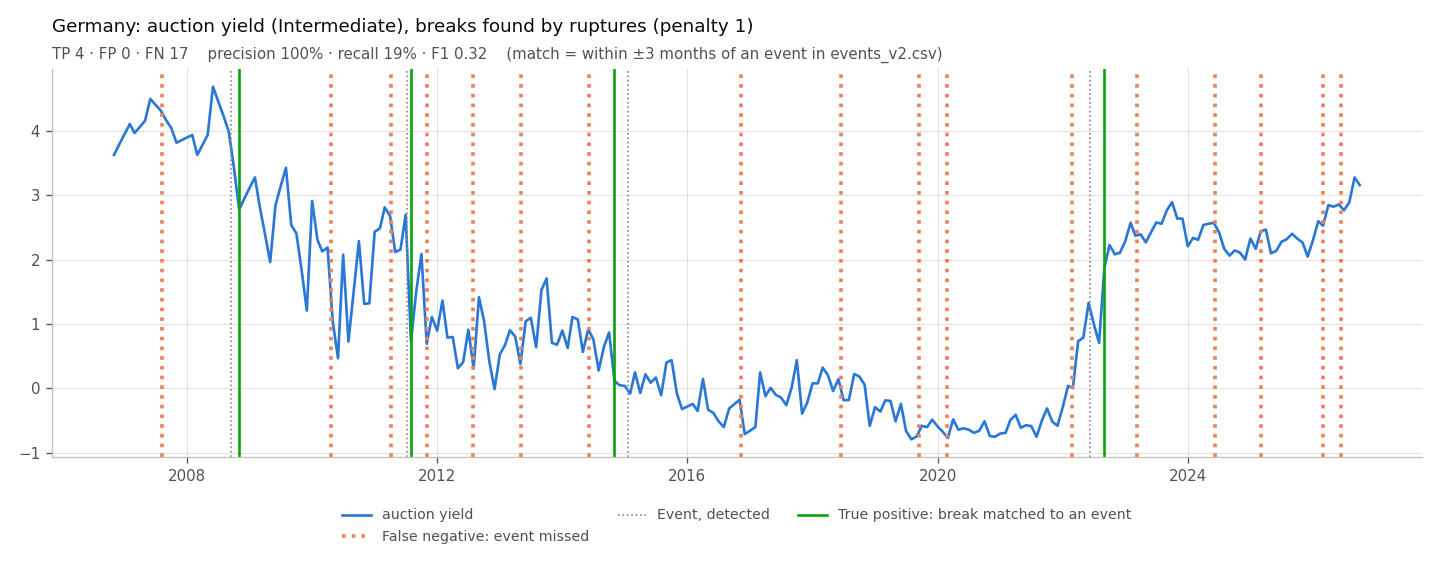 Germany: auction yield (Intermediate), breaks found by ruptures (penalty 1)
TP 4 · FP 0 · FN 17 precision 100% · recall 19% · F1 0.32 (match = within ±3 months of an event in events_v2.csv)
4
3
2
1
0
−1
2008 2012 2016 2020 2024
auction yield Event, detected True positive: break matched to an event
False negative: event missed